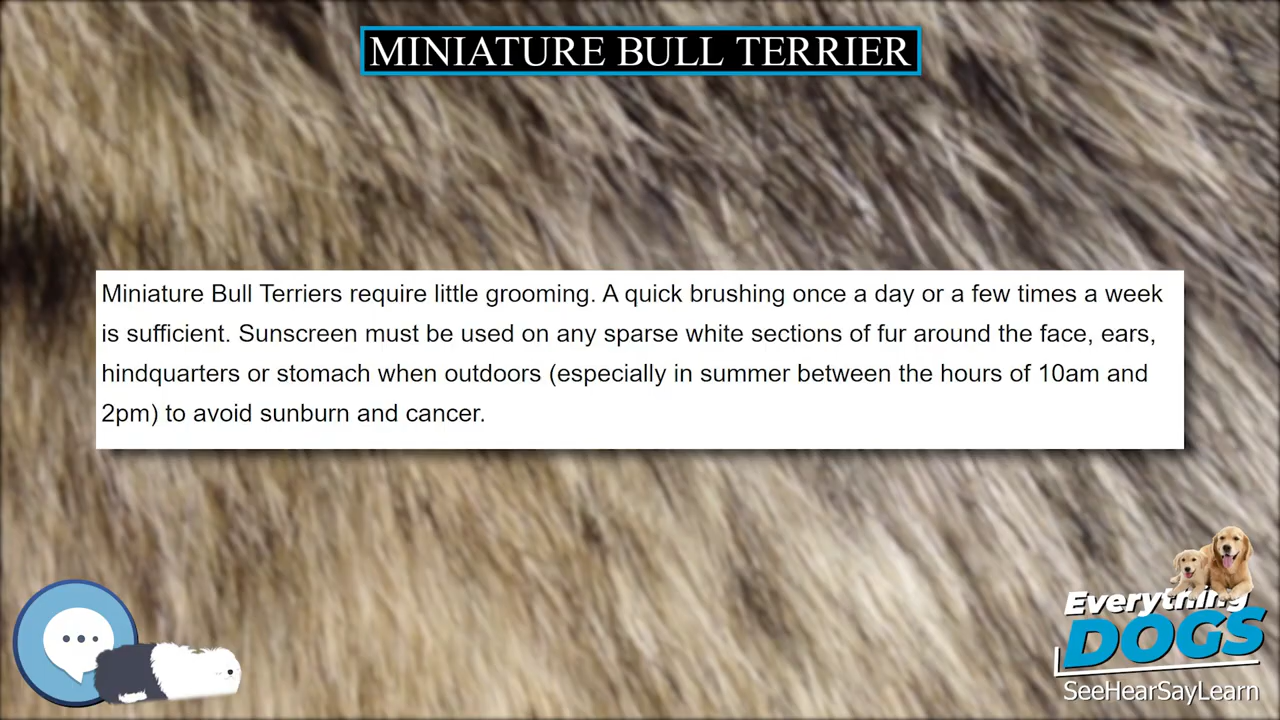 MINIATURE BULL TERRIER
Miniature Bull Terriers require little grooming. A quick brushing once a day or a few times a week
is sufficient. Sunscreen must be used on any sparse white sections of fur around the face, ears,
hindquarters or stomach when outdoors (especially in summer between the hours of 10am and
2pm) to avoid sunburn and cancer.
Everything
DOGS
SeeHearSayLearn